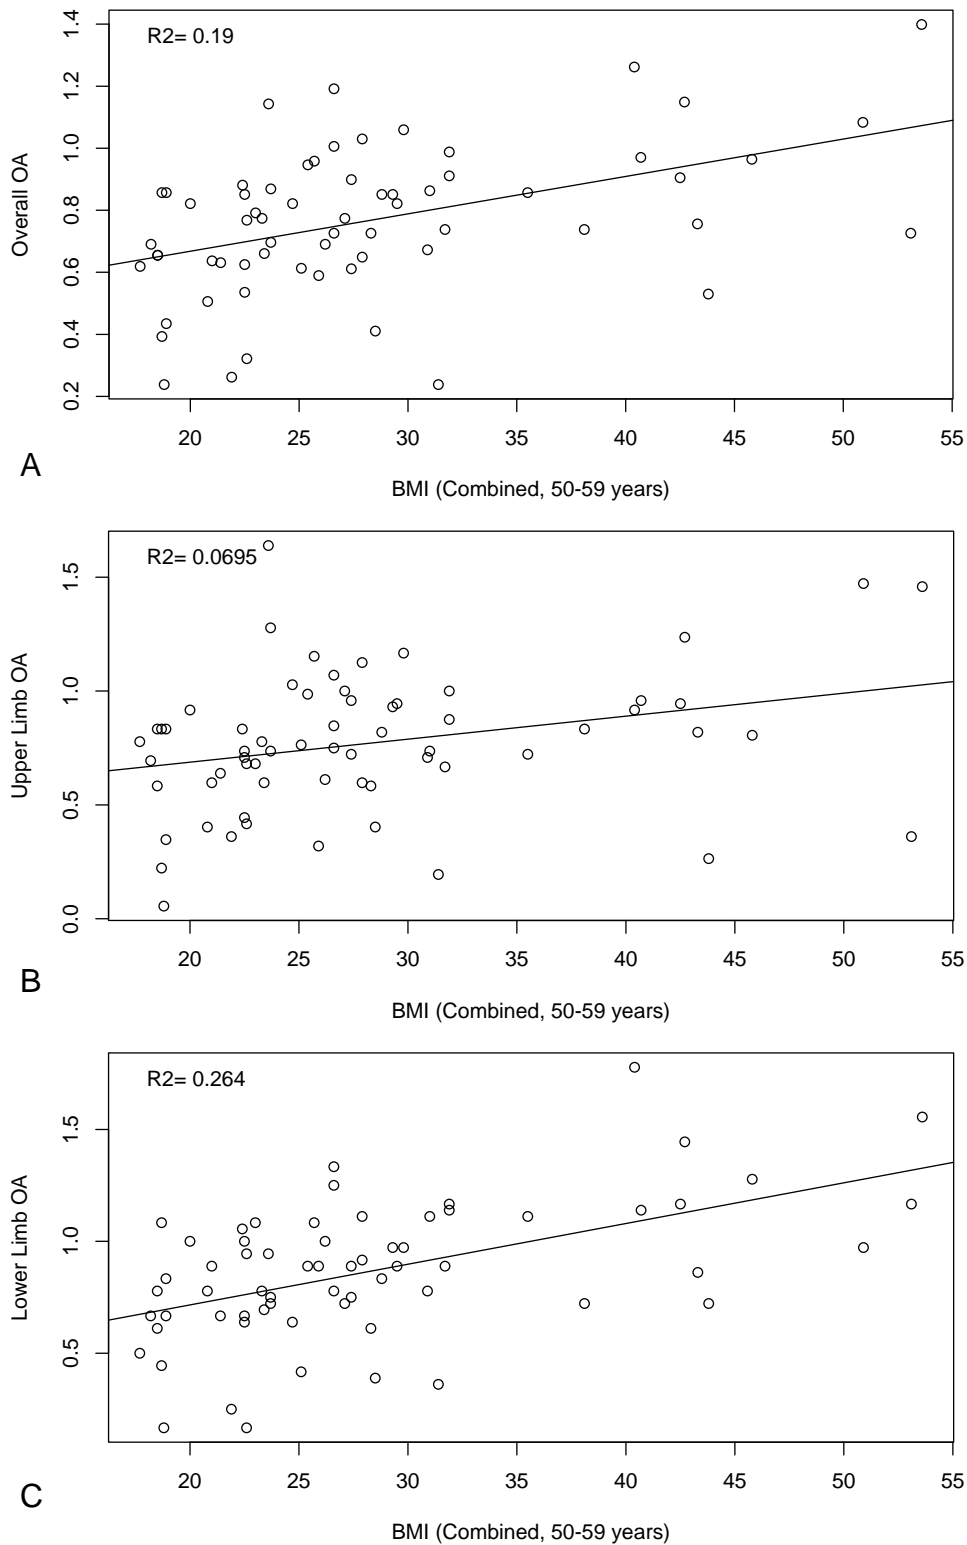 R2= 0.19
Overall OA
1.4
1.2
1.0
0.8
0.6
0.4
0.2
20 25 30 35 40 45 50 55
A
BMI (Combined, 50-59 years)
R2= 0.0695
Upper Limb OA
1.5
1.0
0.5
0.0
20 25 30 35 40 45 50 55
B
BMI (Combined, 50-59 years)
R2= 0.264
Lower Limb OA
1.5
1.0
0.5
20 25 30 35 40 45 50 55
C
BMI (Combined, 50-59 years)